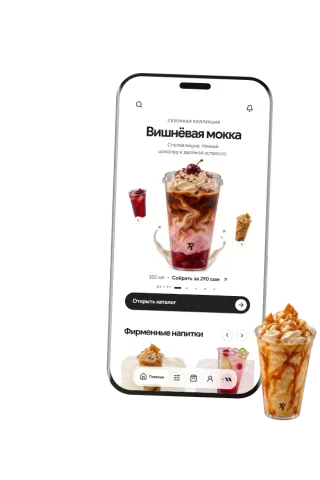 СЕЗОННАЯ КОЛЛЕКЦИЯ
Вишнёвая мокка
Спелая вишня, тёмный
шоколад и двойной эспрессо.
350 мл • Собрать за 290 сом
Открыть каталог
Фирменные напитки
Главная